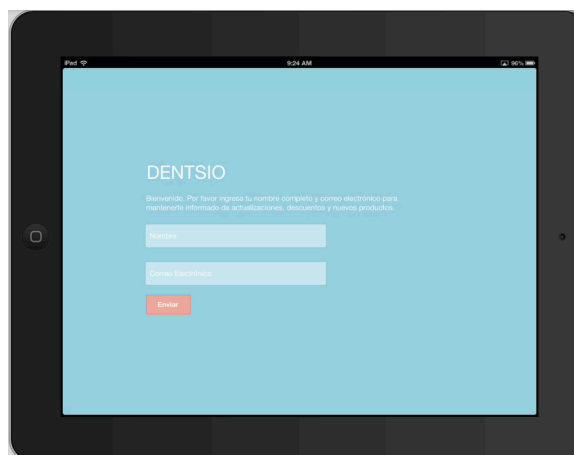 iPad 9:24 AM 96%
DENTSIO
Bienvenido. Por favor ingresa tu nombre completo y correo electrónico para
mantenerte informado de actualizaciones, descuentos y nuevos productos.
Nombre
Correo Electrónico
Enviar